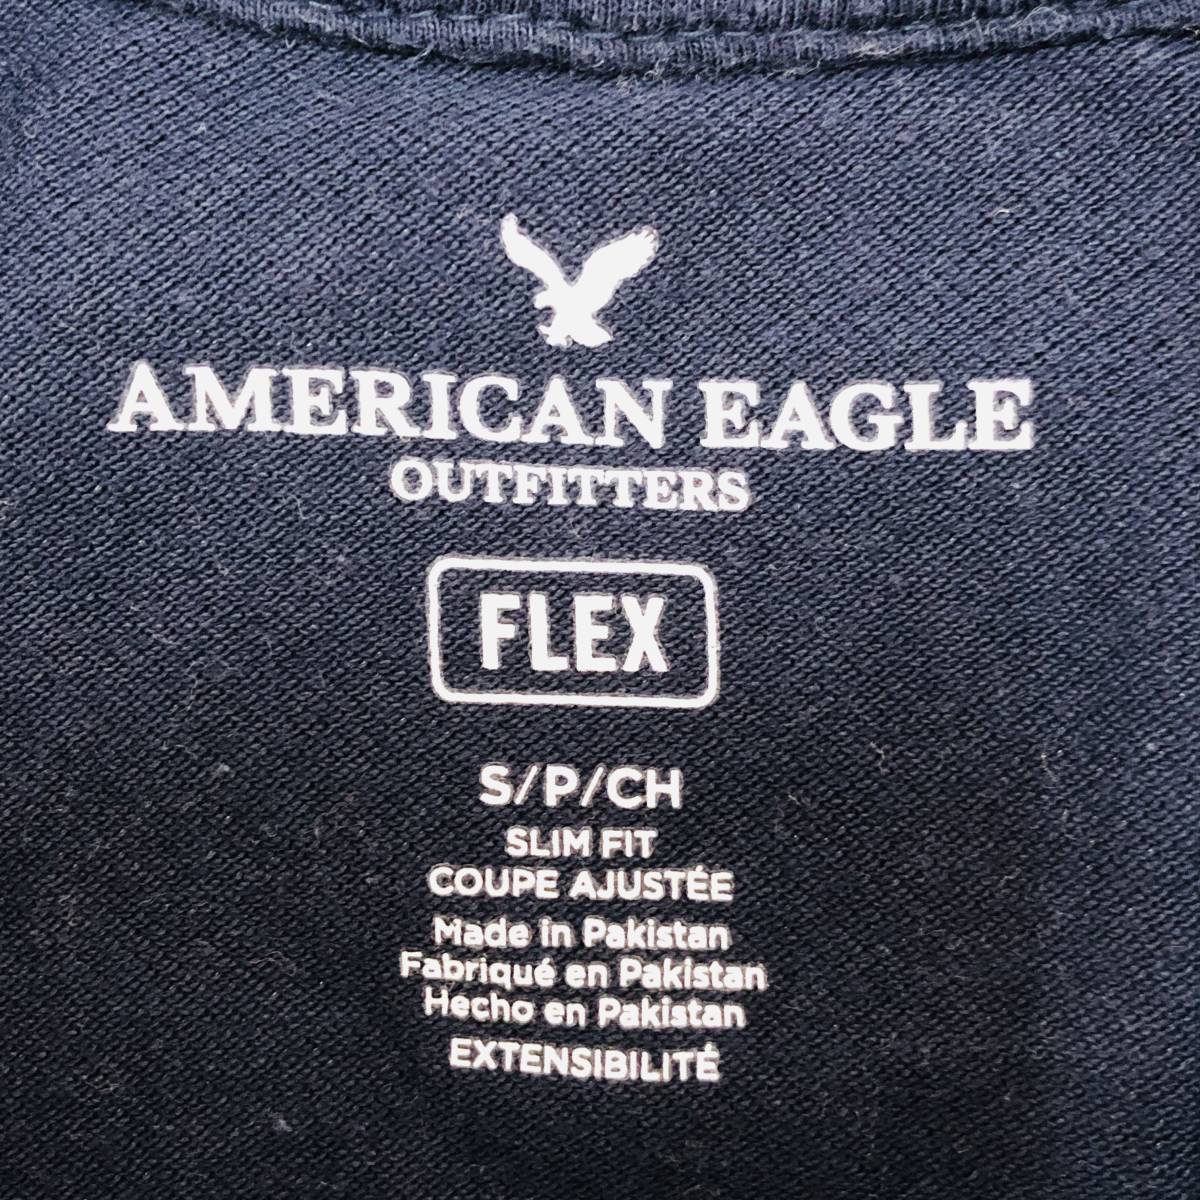 AMERICAN EAGLE
OUTFITTERS
FLEX
S/P/CH
SLIM FIT
COUPE AJUSTÉE
Made in Pakistan
Fabriqué en Pakistan
Hecho en Pakistan
EXTENSIBILITÉ